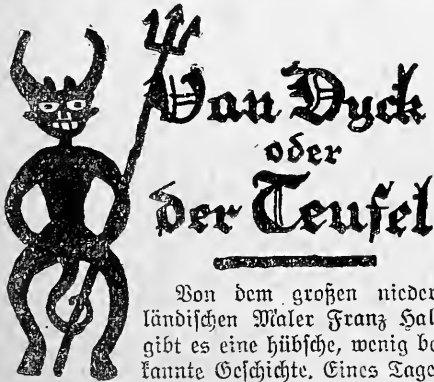 Van Dyck
oder
der Teufel
Von dem großen nieder
ländischen Maler Franz Hal
gibt es eine hübsche, wenig be
kannte Geschichte. Eines Tage